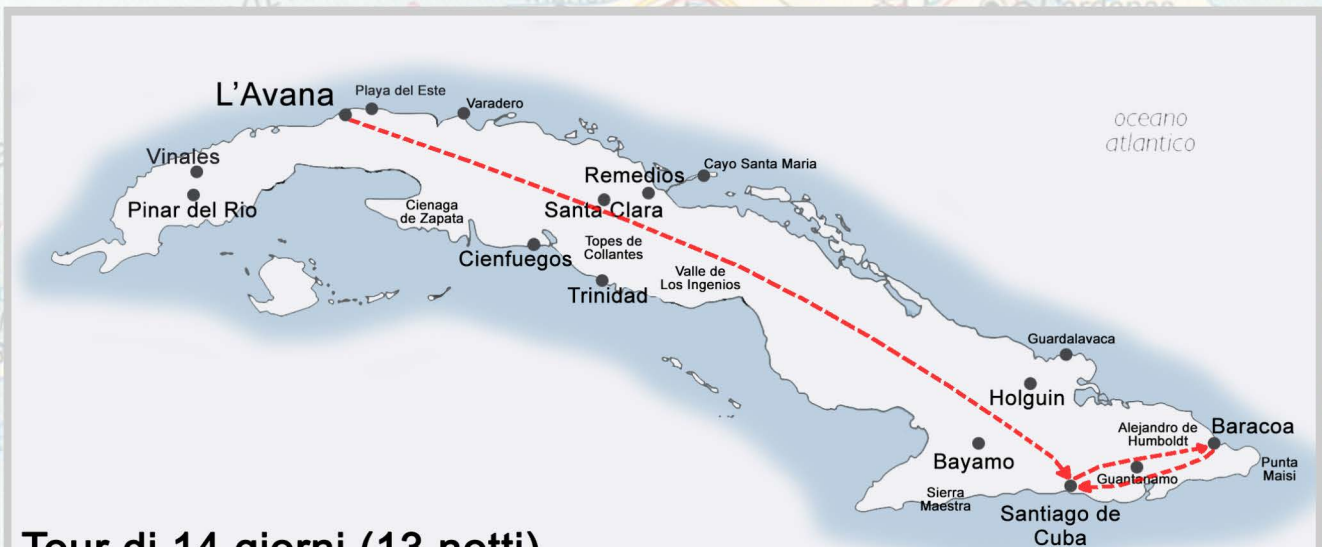 L'Avana
Playa del Este
Varadero
oceano
atlantico
Vinales
Pinar del Rio
Remedios
Cayo Santa Maria
Santa Clara
Cienaga
de Zapata
Cienfuegos
Topes de
Collantes
Trinidad
Valle de
Los Ingenios
Guardalavaca
Holguin
Alejandro de
Humboldt
Baracoa
Bayamo
Guantanamo
Punta
Maisi
Sierra
Maestra
Santiago de
Cuba
Tour di 14 giorni (13 notti)